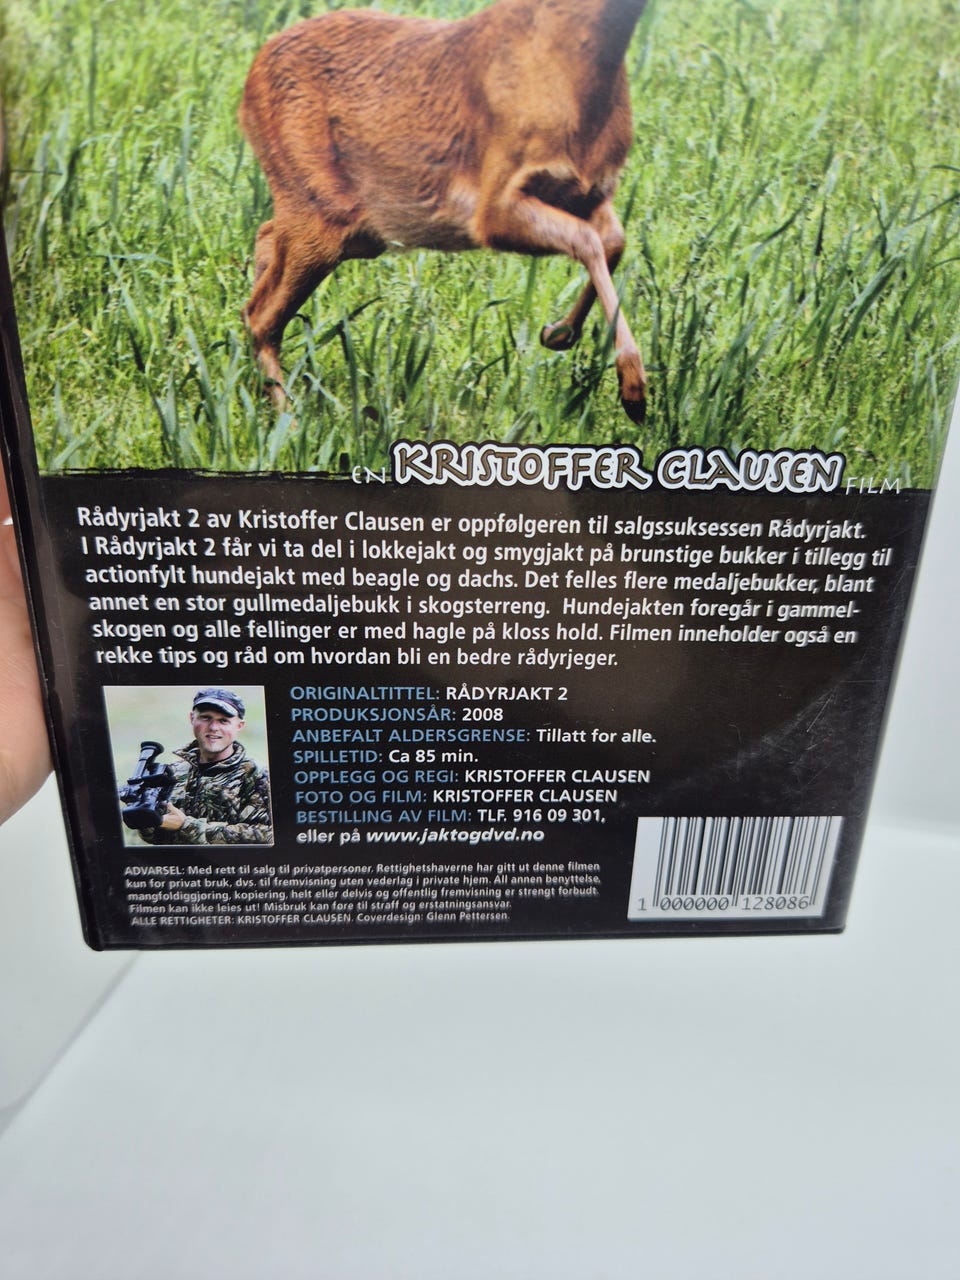 EN KRISTOFFER CLAUSEN FILM
Rådyrjakt 2 av Kristoffer Clausen er oppfølgeren til salgssuksessen Rådyrjakt.
I Rådyrjakt 2 får vi ta del i lokkejakt og smygjakt på brunstige bukker i tillegg til
actionfylt hundejakt med beagle og dachs. Det felles flere medaljebukker, blant
annet en stor gullmedaljebukk i skogsterreng. Hundejakten foregår i gammel-
skogen og alle fellinger er med hagle på kloss hold. Filmen inneholder også en
rekke tips og råd om hvordan bli en bedre rådyrjeger.
ORIGINALTITTEL: RÅDYRJAKT 2
PRODUKSJONSÅR: 2008
ANBEFALT ALDERSGRENSE: Tillatt for alle.
SPILLETID: Ca 85 min.
OPPLEGG OG REGI: KRISTOFFER CLAUSEN
FOTO OG FILM: KRISTOFFER CLAUSEN
BESTILLING AV FILM: TLF. 916 09 301,
eller på www.jaktogdvd.no
ADVARSEL: Med rett til salg til privatpersoner. Rettighetshaverne har gitt ut denne filmen
kun for privat bruk, dvs. til fremvisning uten vederlag i private hjem. All annen benyttelse,
mangfoldiggjøring, kopiering, helt eller delvis og offentlig fremvisning er strengt forbudt.
Filmen kan ikke leies ut! Misbruk kan føre til straff og erstatningsansvar.
ALLE RETTIGHETER: KRISTOFFER CLAUSEN. Coverdesign: Glenn Pettersen.
1 000000 128086